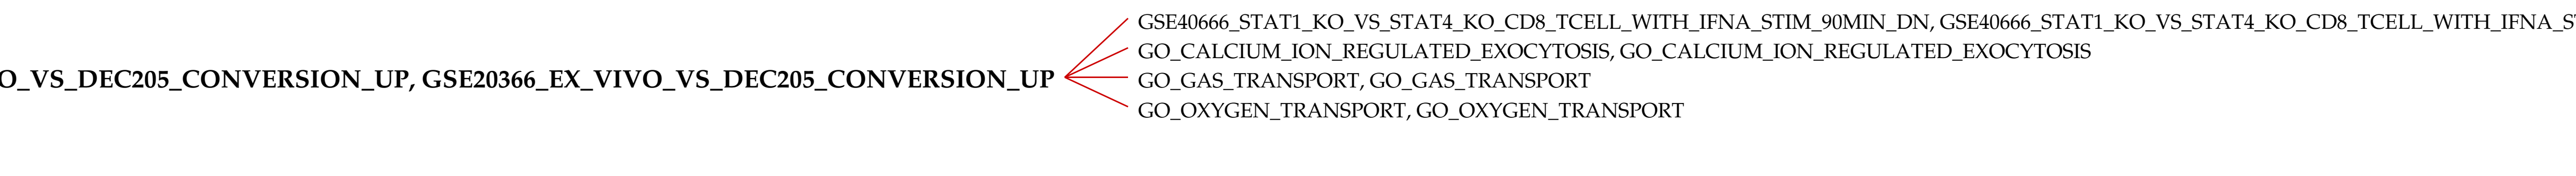 GSE40666_STAT1_KO_VS_STAT4_KO_CD8_TCELL_WITH_IFNA_STIM_90MIN_DN, GSE40666_STAT1_KO_VS_STAT4_KO_CD8_TCELL_WITH_IFNA_S
GO_CALCIUM_ION_REGULATED_EXOCYTOSIS, GO_CALCIUM_ION_REGULATED_EXOCYTOSIS
O_VS_DEC205_CONVERSION_UP, GSE20366_EX_VIVO_VS_DEC205_CONVERSION_UP
GO_GAS_TRANSPORT, GO_GAS_TRANSPORT
GO_OXYGEN_TRANSPORT, GO_OXYGEN_TRANSPORT